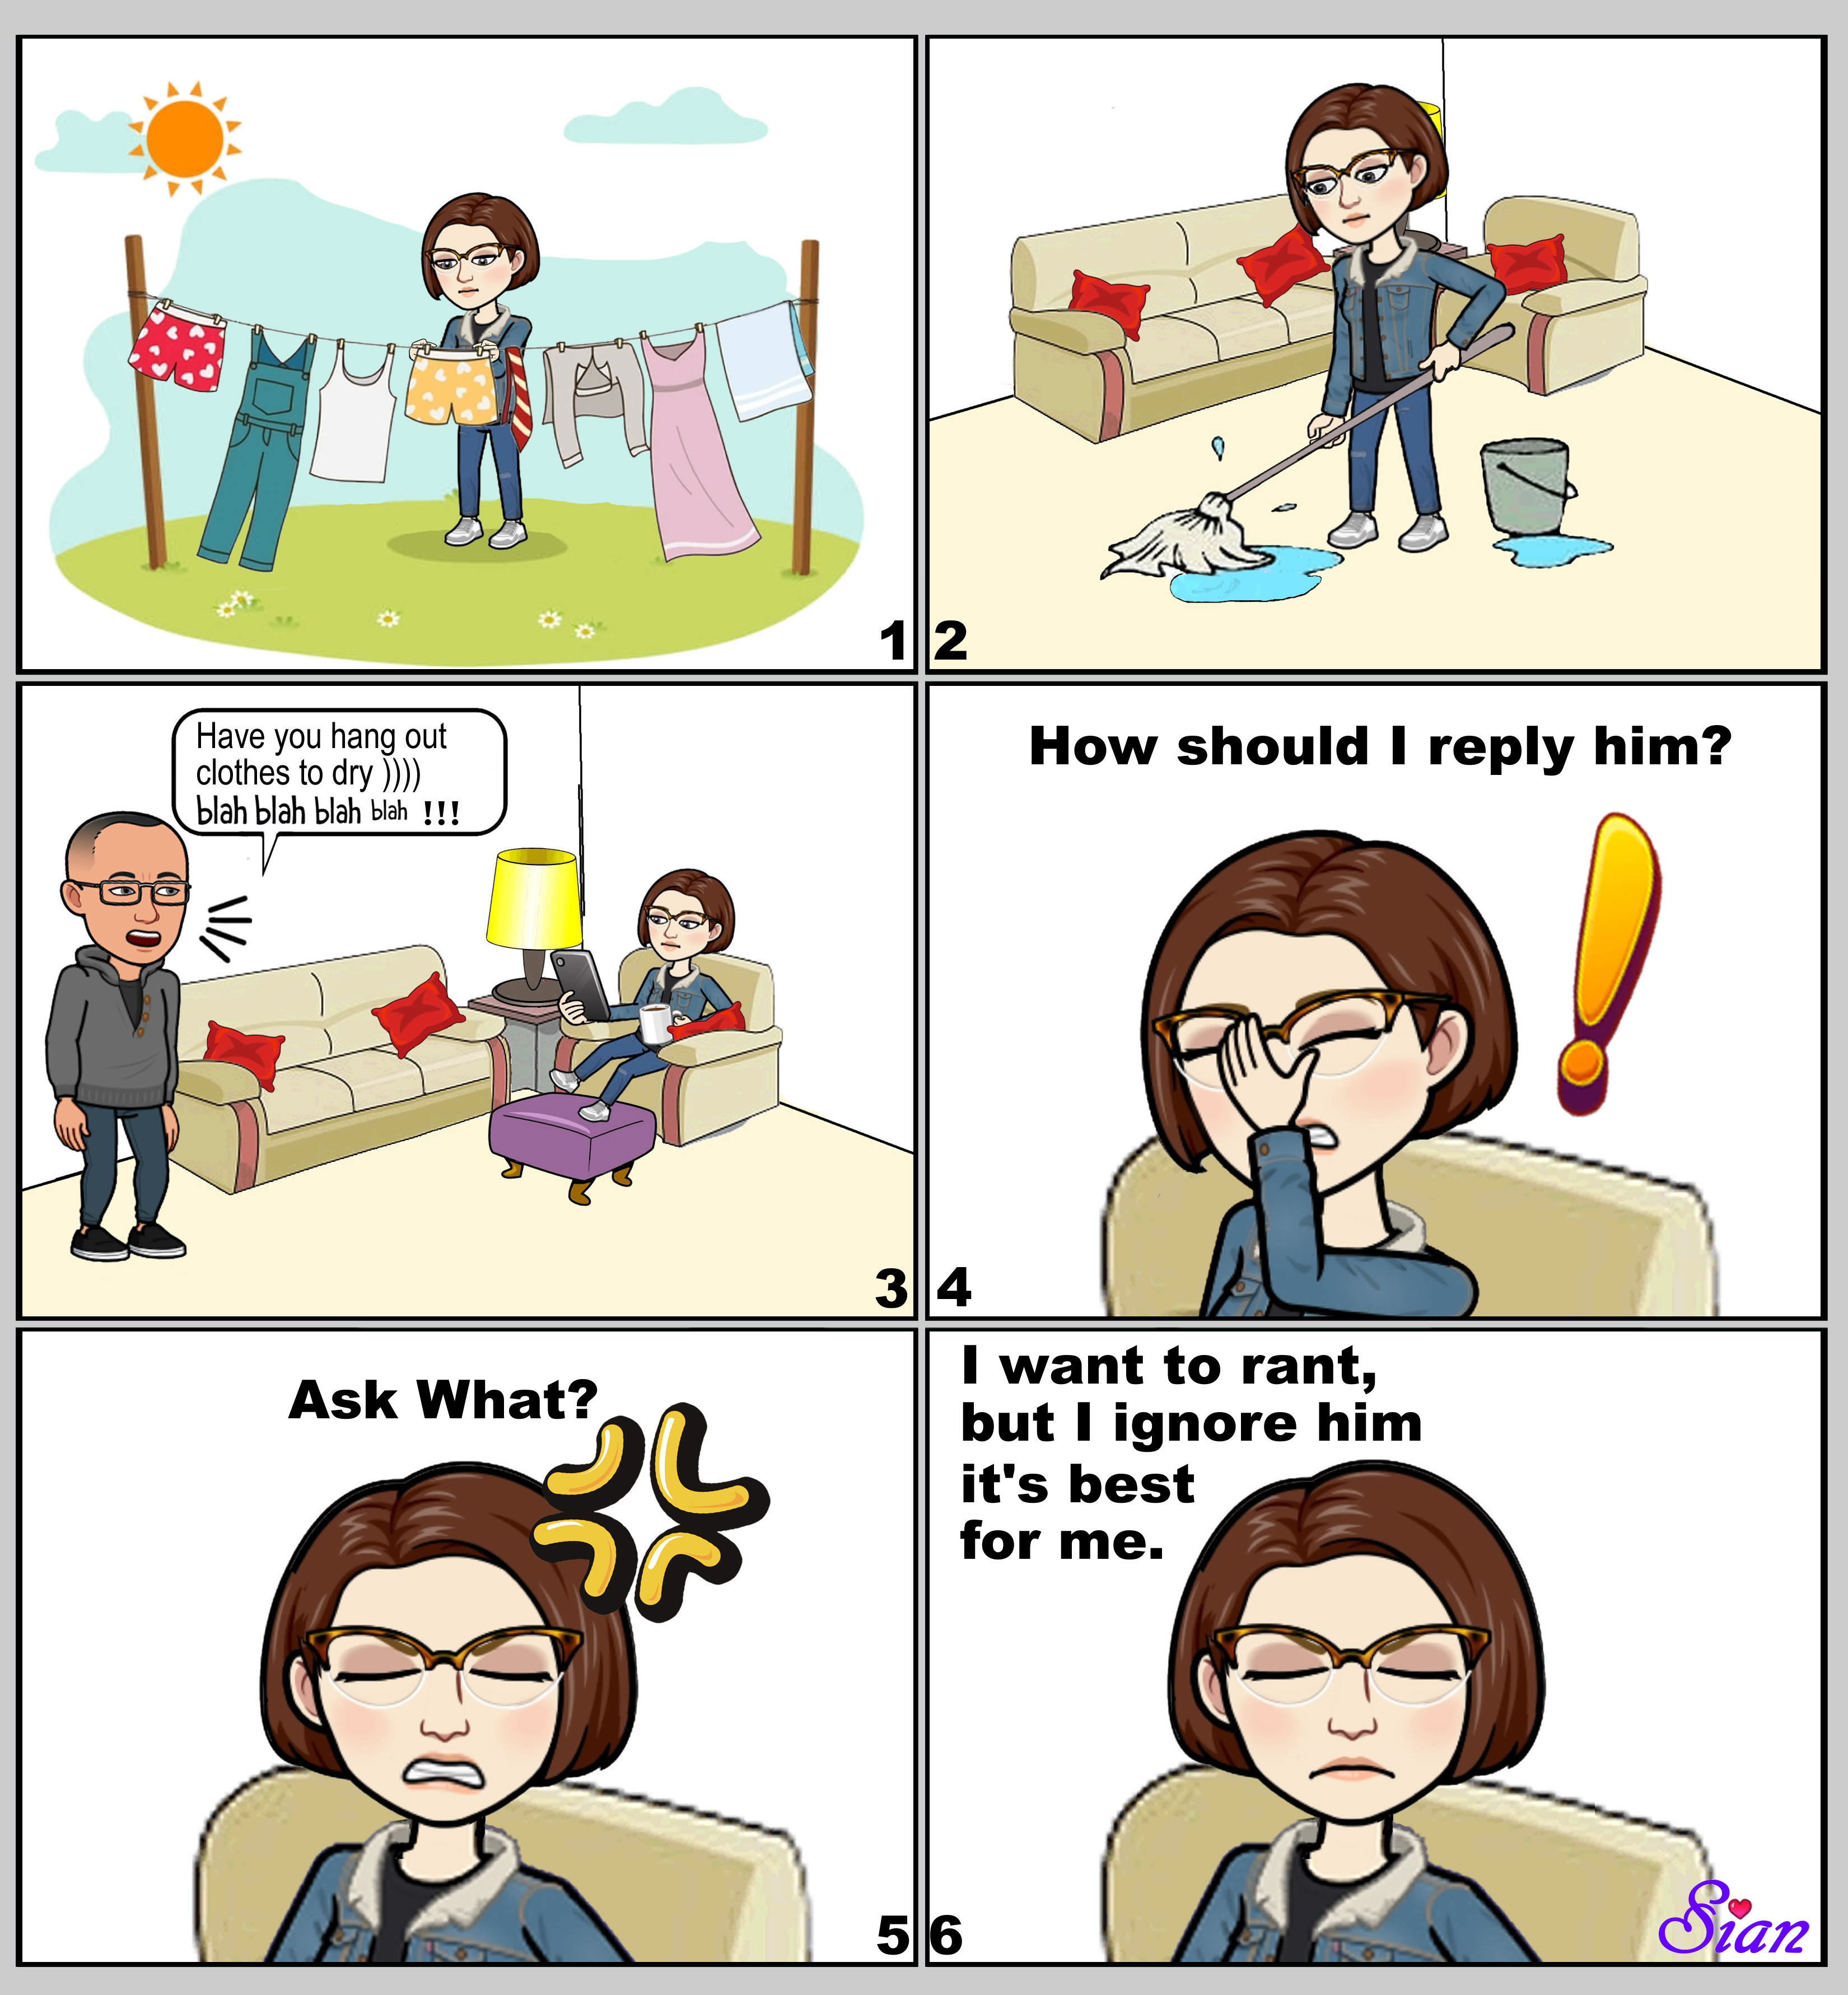 1
2
Have you hang out
clothes to dry ))))
blah blah blah blah !!!
3
How should I reply him?
4
Ask What?
5
I want to rant,
but I ignore him
it's best
for me.
6
Sian